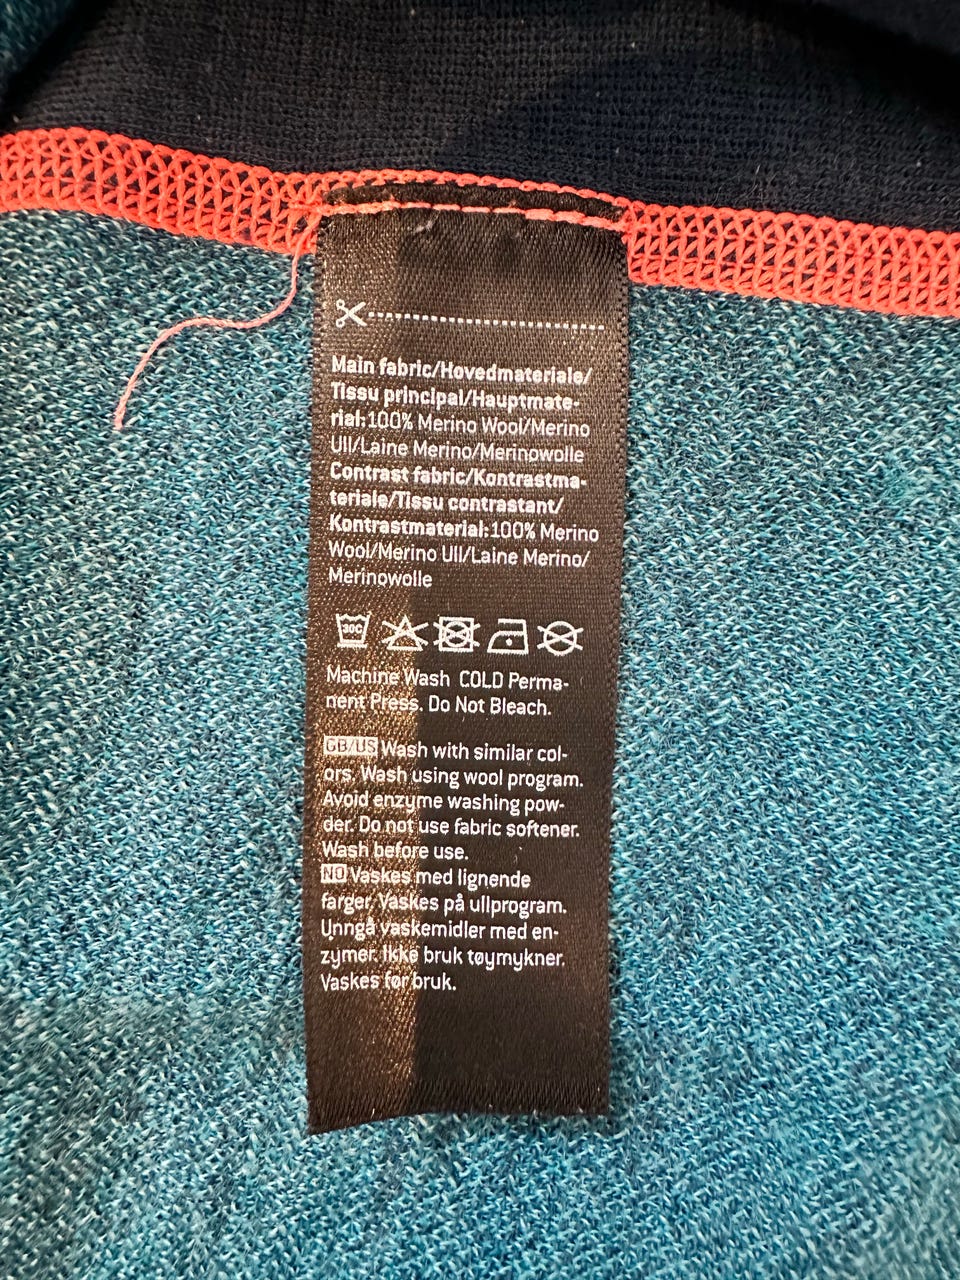 Main fabric/Hovedmateriale/
Tissu principal/Hauptmate-
rial:100% Merino Wool/Merino
Ull/Laine Merino/Merinowolle
Contrast fabric/Kontrastma-
teriale/Tissu contrastant/
Kontrastmaterial:100% Merino
Wool/Merino Ull/Laine Merino/
Merinowolle
30C
Machine Wash COLD Perma-
nent Press. Do Not Bleach.
GB/US Wash with similar col-
ors. Wash using wool program.
Avoid enzyme washing pow-
der. Do not use fabric softener.
Wash before use.
NO Vaskes med lignende
farger. Vaskes på ullprogram.
Unngå vaskemidler med en-
zymer. Ikke bruk tøymykner.
Vaskes før bruk.